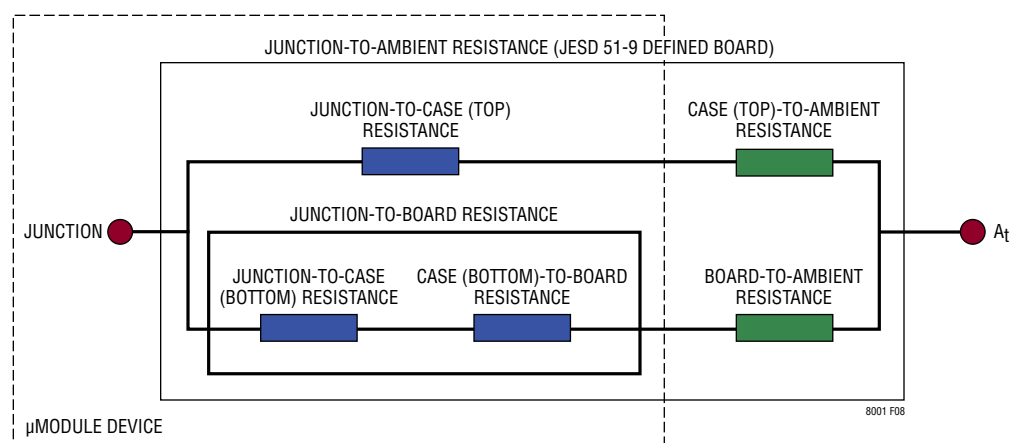 JUNCTION-TO-AMBIENT RESISTANCE (JESD 51-9 DEFINED BOARD)
JUNCTION-TO-CASE (TOP)
RESISTANCE
CASE (TOP)-TO-AMBIENT
RESISTANCE
JUNCTION-TO-BOARD RESISTANCE
JUNCTION
At
JUNCTION-TO-CASE
(BOTTOM) RESISTANCE
CASE (BOTTOM)-TO-BOARD
RESISTANCE
BOARD-TO-AMBIENT
RESISTANCE
8001 F08
µMODULE DEVICE